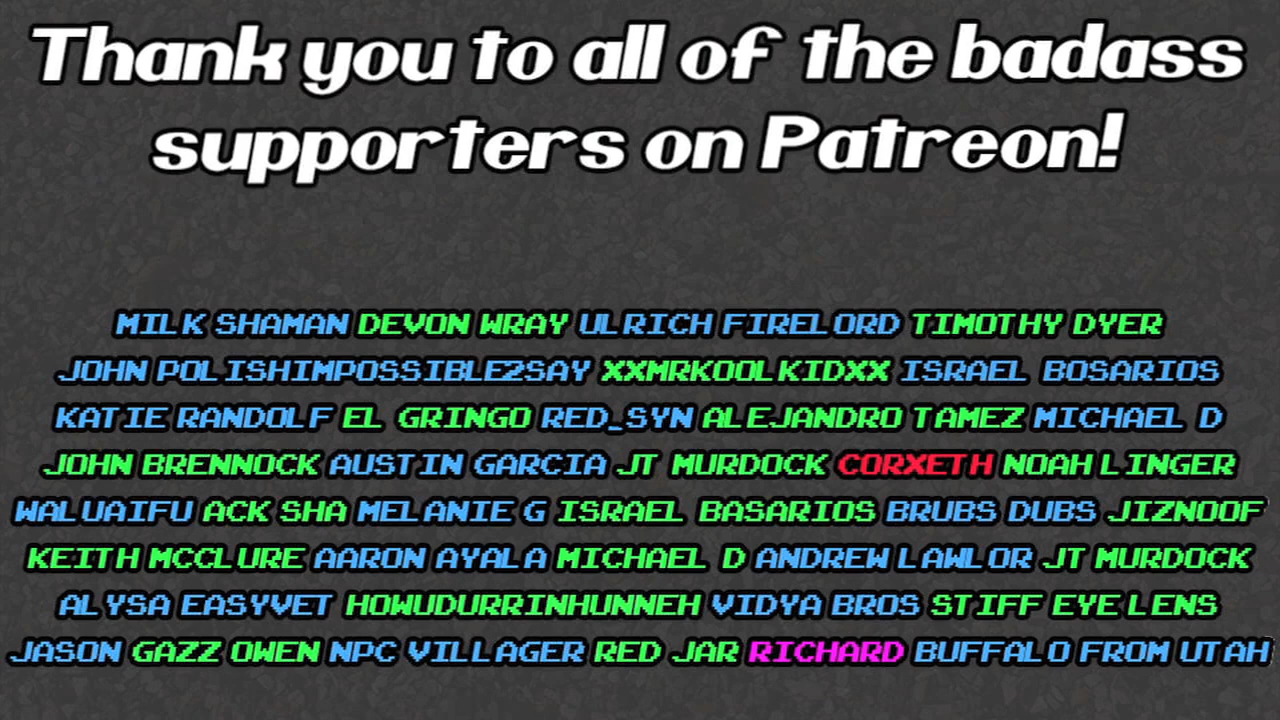 Thank you to all of the badass
supporters on Patreon!
MILK SHAMAN DEVON WRAY ULRICH FIRELORD TIMOTHY DYER
JOHN POLISHIMPOSSIBLE2SAY XXMRKOOLKIDXX ISRAEL BOSARIOS
KATIE RANDOLF EL GRINGO RED_SYN ALEJANDRO TAMEZ MICHAEL D
JOHN BRENNOCK AUSTIN GARCIA JT MURDOCK CORXETH NOAH LINGER
WALUAIFU ACK SHA MELANIE G ISRAEL BASARIOS BRUBS DUBS JIZNOOF
KEITH MCCLURE AARON AYALA MICHAEL D ANDREW LAWLOR JT MURDOCK
ALYSA EASYVET HOWUDURRINHUNNEH VIDYA BROS STIFF EYE LENS
JASON GAZZ OWEN NPC VILLAGER RED JAR RICHARD BUFFALO FROM UTAH